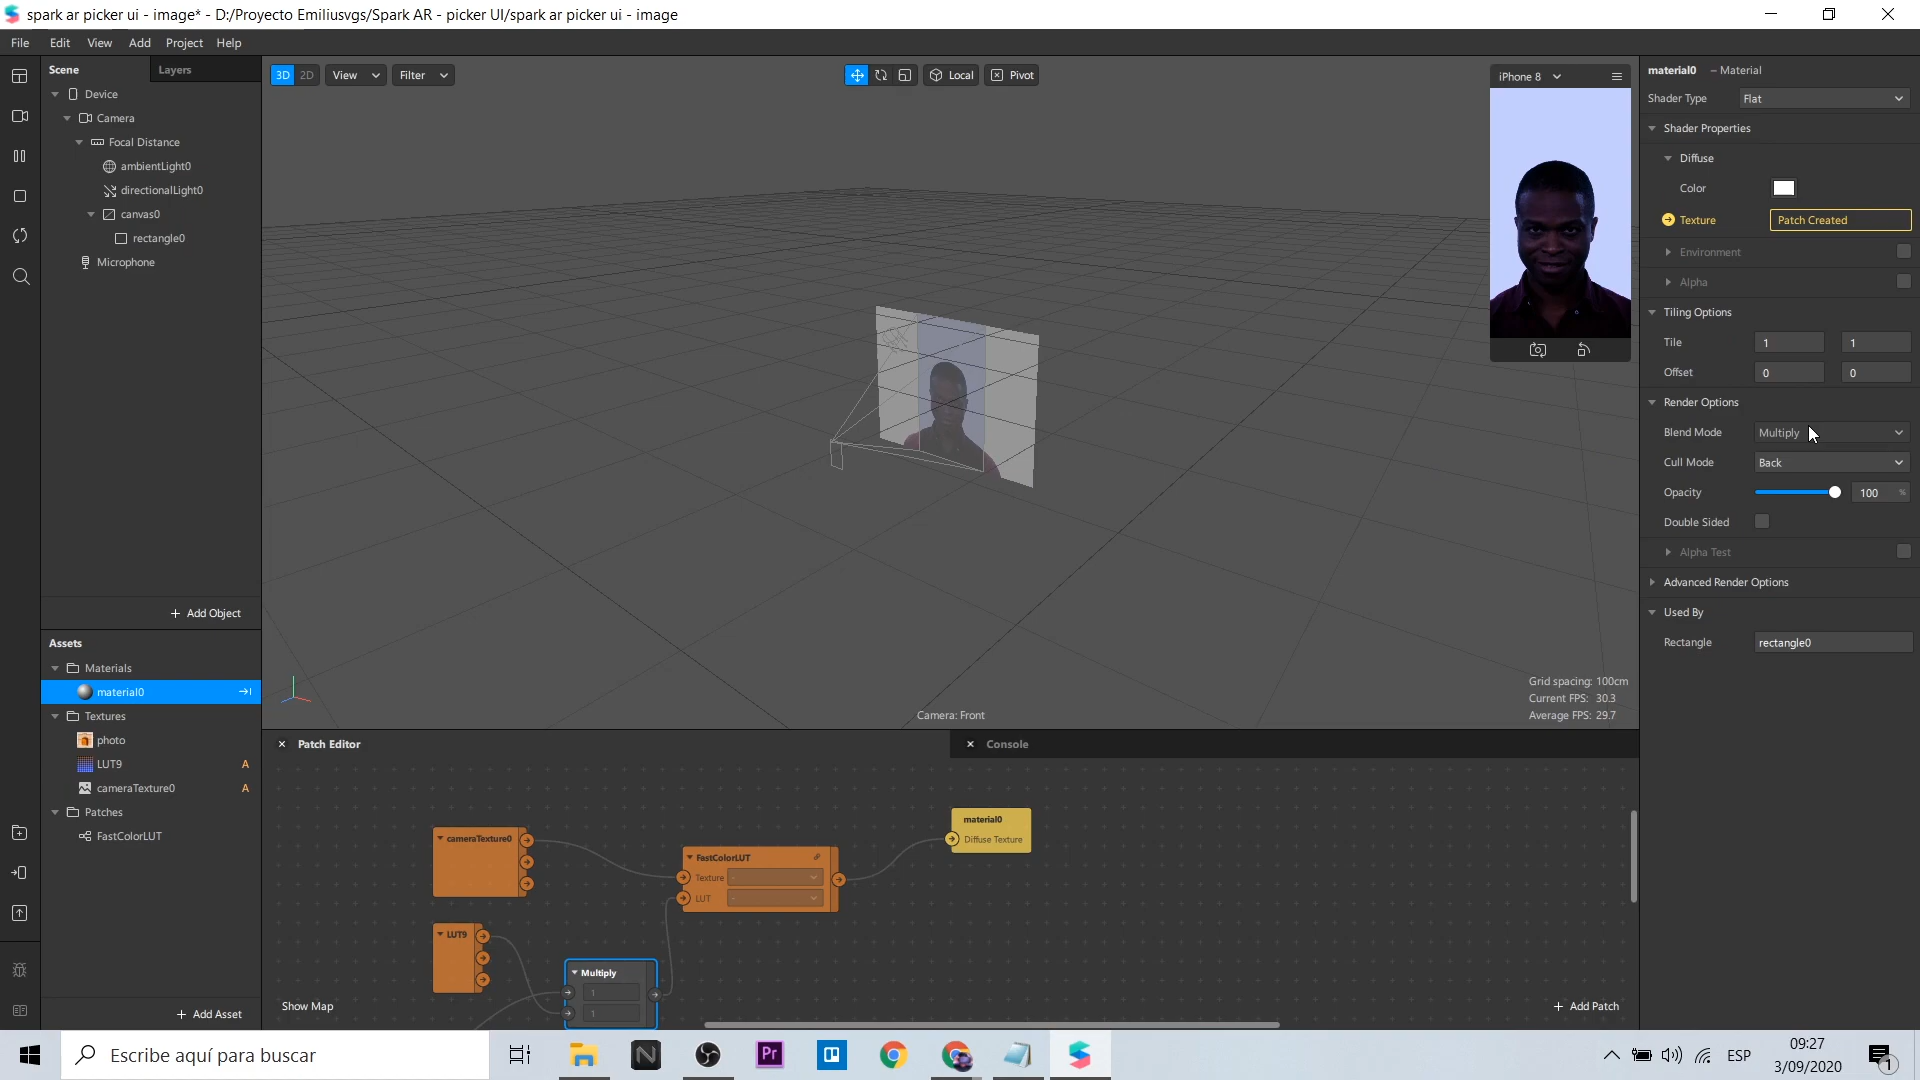 spark ar picker ui - image* - D:/Proyecto Emiliusvgs/Spark AR - picker UI/spark ar picker ui - image
File Edit View Add Project Help
Scene Layers
Device
Camera
Focal Distance
ambientLight0
directionalLight0
canvas0
rectangle0
Microphone
+ Add Object
Assets
Materials
material0
Textures
photo
LUT9 A
cameraTexture0 A
Patches
FastColorLUT
+ Add Asset
3D 2D View Filter
Local Pivot
iPhone 8
Grid spacing: 100cm
Current FPS: 30.3
Average FPS: 29.7
Camera: Front
Patch Editor
Console
cameraTexture0
LUT9
Multiply
1
1
FastColorLUT
Texture -
LUT -
material0
Diffuse Texture
Show Map
+ Add Patch
material0 – Material
Shader Type Flat
Shader Properties
Diffuse
Color
Texture Patch Created
Environment
Alpha
Tiling Options
Tile 1 1
Offset 0 0
Render Options
Blend Mode Multiply
Cull Mode Back
Opacity 100 %
Double Sided
Alpha Test
Advanced Render Options
Used By
Rectangle rectangle0
Escribe aquí para buscar
N
Pr
ESP
09:27
3/09/2020
1